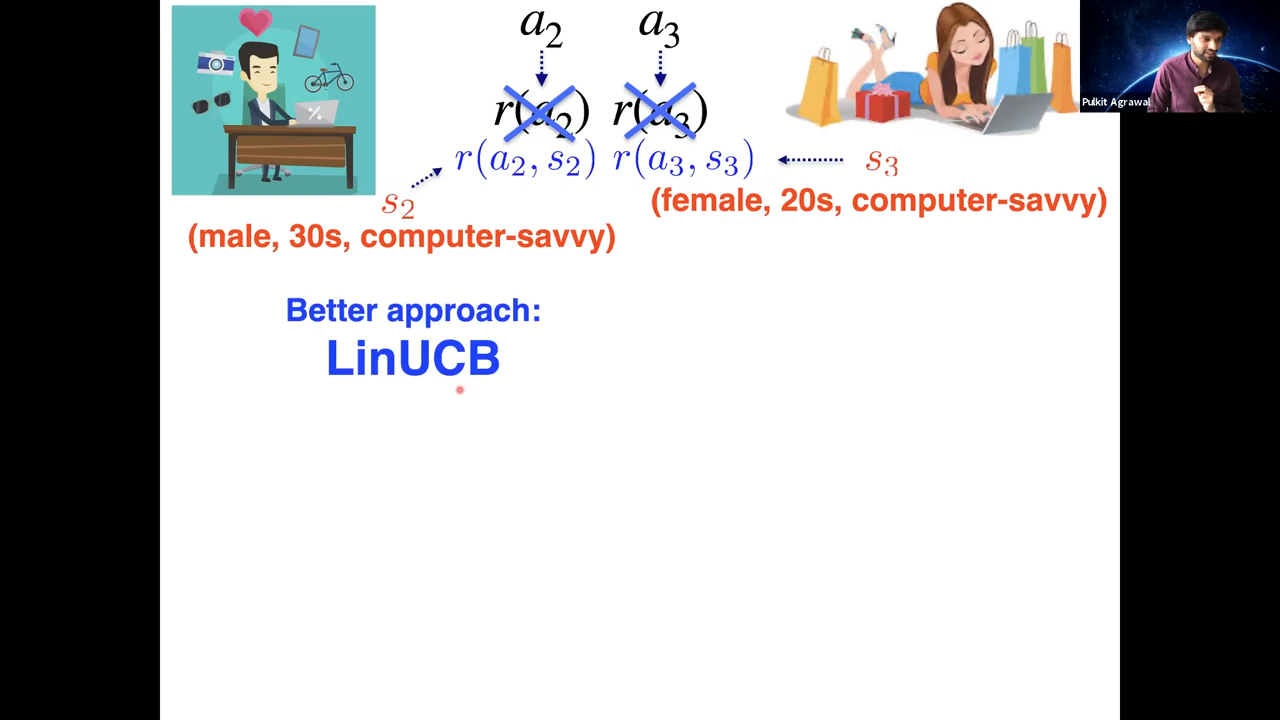 a₂ a₃
r(a₂) r(a₃)
Pulkit Agrawal
r(a₂, s₂) r(a₃, s₃) s₃
s₂ (female, 20s, computer-savvy)
(male, 30s, computer-savvy)
Better approach:
LinUCB
%